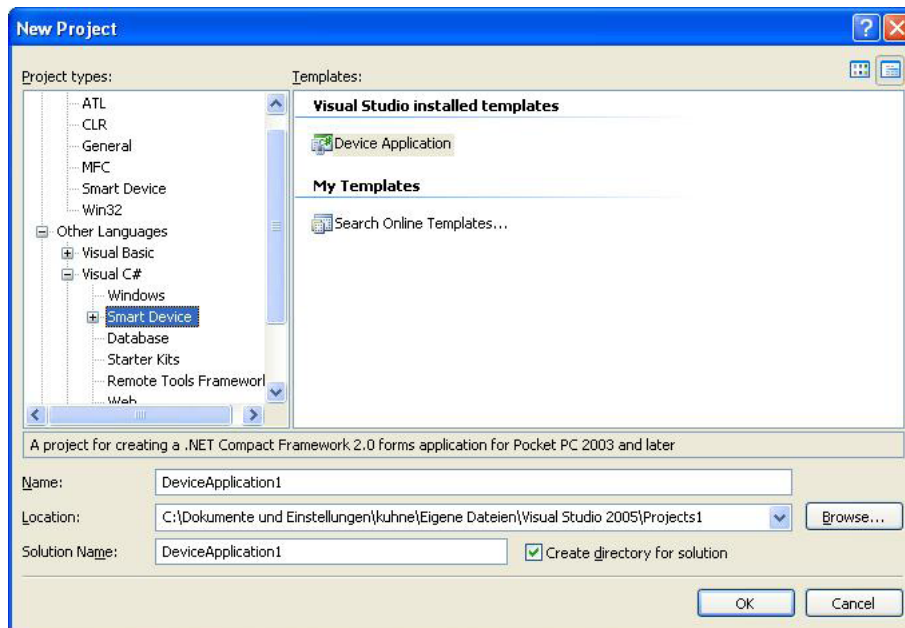 New Project
Project types:
Templates:
ATL
CLR
General
MFC
Smart Device
Win32
Other Languages
Visual Basic
Visual C#
Windows
Smart Device
Database
Starter Kits
Remote Tools Framework
Web
Visual Studio installed templates
Device Application
My Templates
Search Online Templates...
A project for creating a .NET Compact Framework 2.0 forms application for Pocket PC 2003 and later
Name:
DeviceApplication1
Location:
C:\Dokumente und Einstellungen\kuhne\Eigene Dateien\Visual Studio 2005\Projects1
Browse...
Solution Name:
DeviceApplication1
Create directory for solution
OK
Cancel